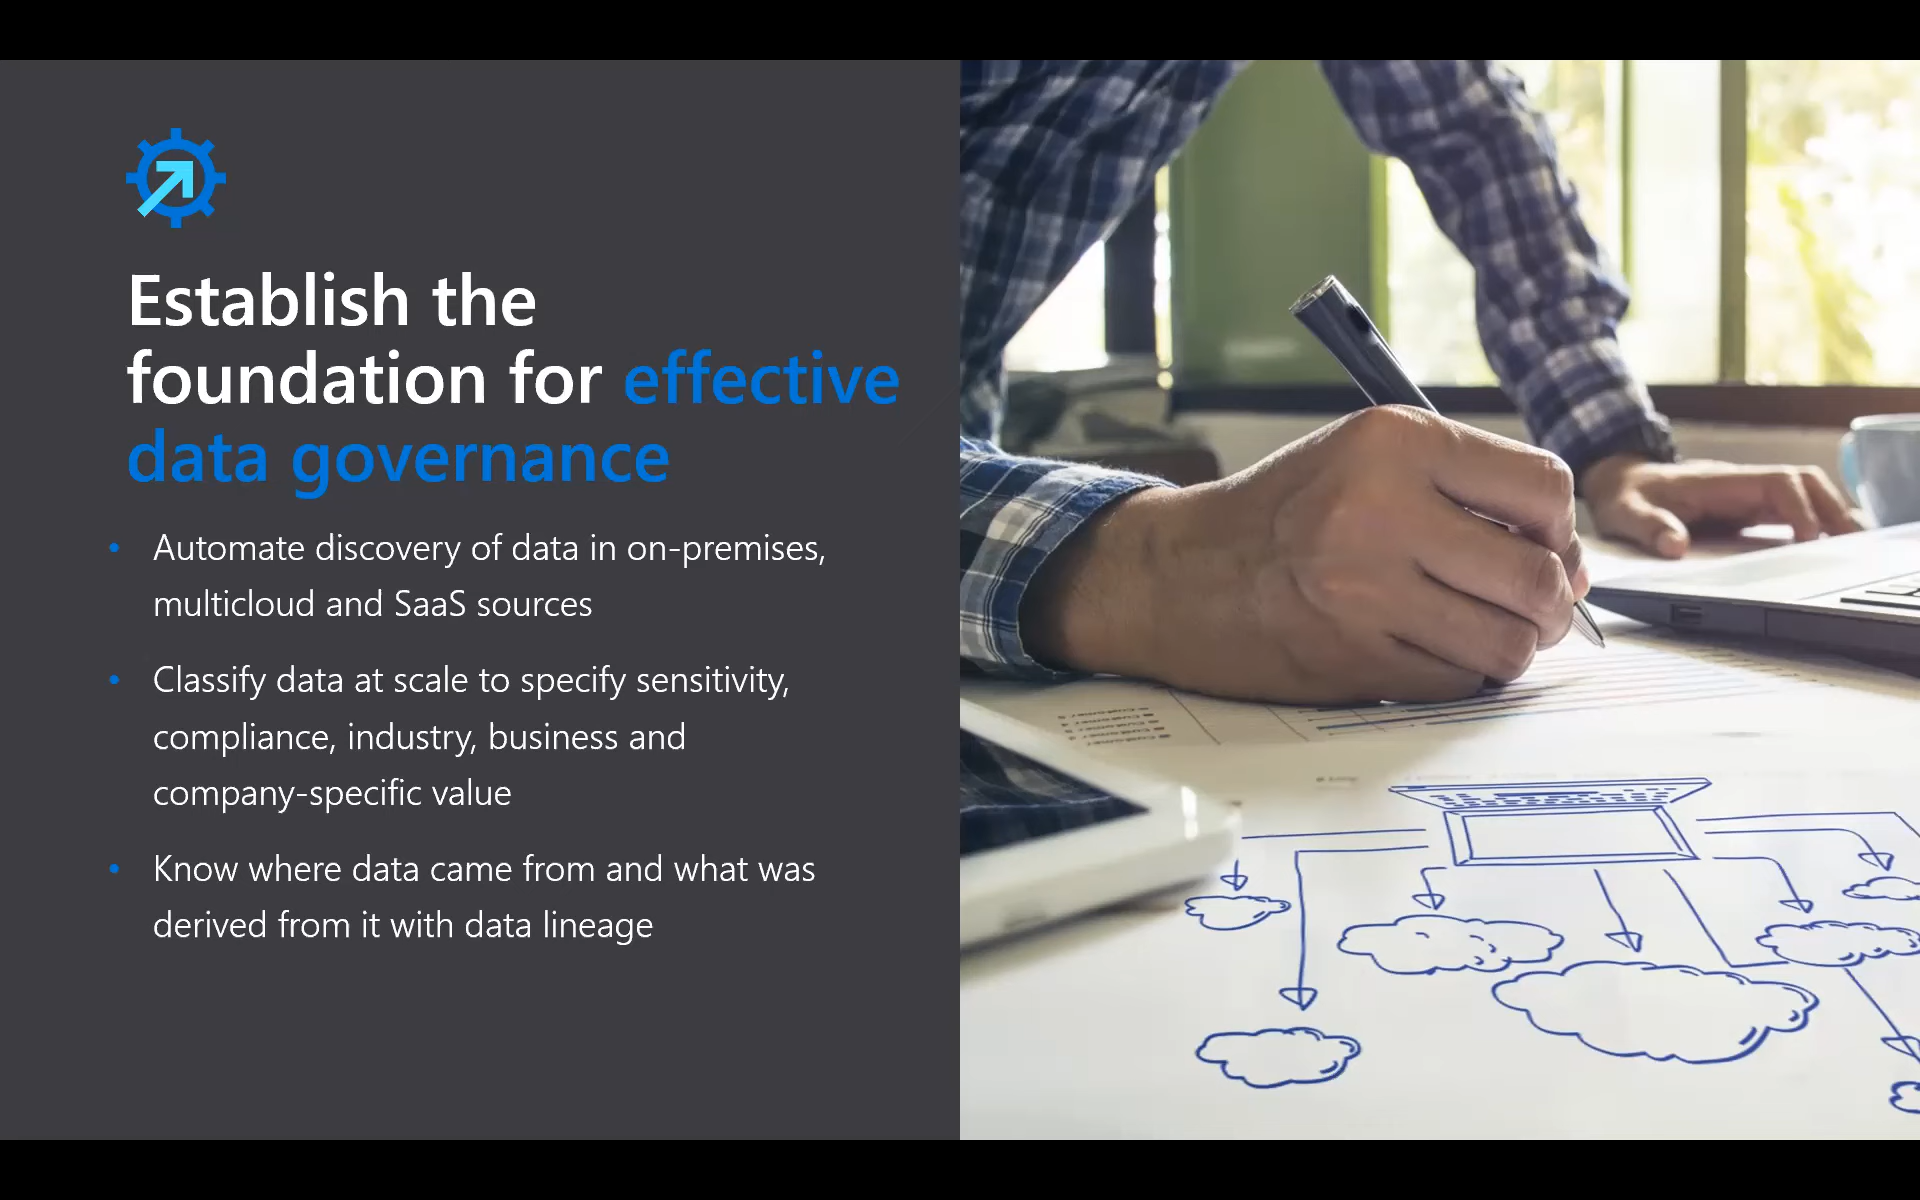 Establish the
foundation for effective
data governance
• Automate discovery of data in on-premises,
multicloud and SaaS sources
• Classify data at scale to specify sensitivity,
compliance, industry, business and
company-specific value
• Know where data came from and what was
derived from it with data lineage